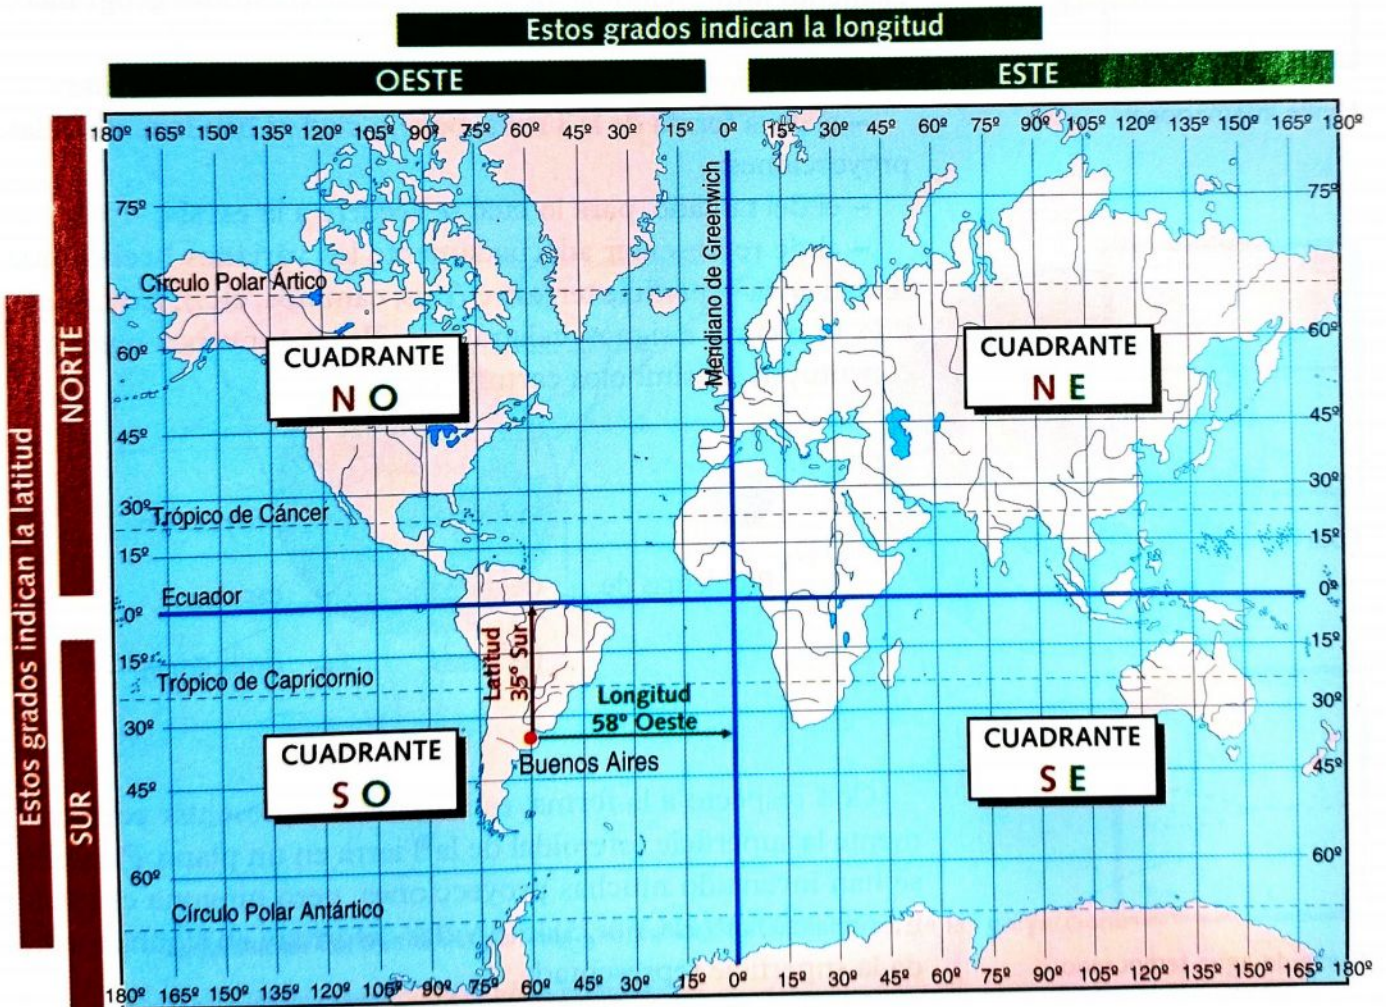 Estos grados indican la longitud
OESTE
ESTE
180º 165º 150º 135º 120º 105º 90º 75º 60º 45º 30º 15º 0º 15º 30º 45º 60º 75º 90º 105º 120º 135º 150º 165º 180º
Estos grados indican la latitud
NORTE
SUR
75º
75º
Círculo Polar Ártico
Meridiano de Greenwich
60º
60º
CUADRANTE
N O
CUADRANTE
N E
45º
45º
30º
30º
Trópico de Cáncer
15º
15º
Ecuador
0º
0º
Latitud
35º Sur
15º
15º
Trópico de Capricornio
Longitud
58º Oeste
30º
30º
Buenos Aires
CUADRANTE
S O
CUADRANTE
S E
45º
45º
60º
60º
Círculo Polar Antártico
180º 165º 150º 135º 120º 105º 90º 75º 60º 45º 30º 15º 0º 15º 30º 45º 60º 75º 90º 105º 120º 135º 150º 165º 180º